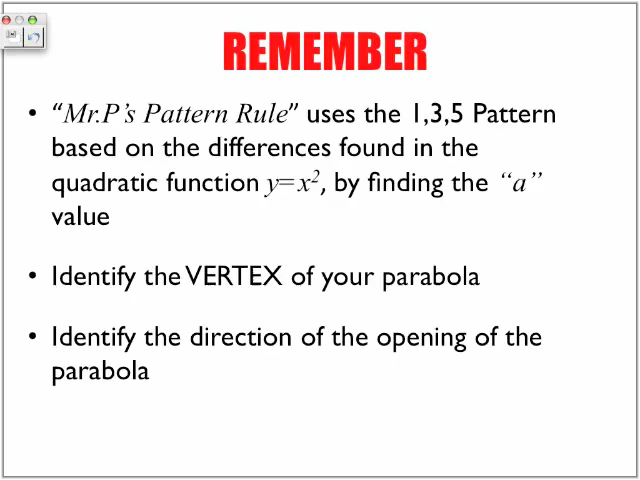 REMEMBER
• “Mr.P’s Pattern Rule” uses the 1,3,5 Pattern
based on the differences found in the
quadratic function y=x², by finding the “a”
value
• Identify the VERTEX of your parabola
• Identify the direction of the opening of the
parabola